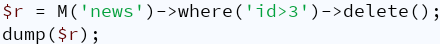 $r = M('news')->where('id>3')->delete();
dump($r);